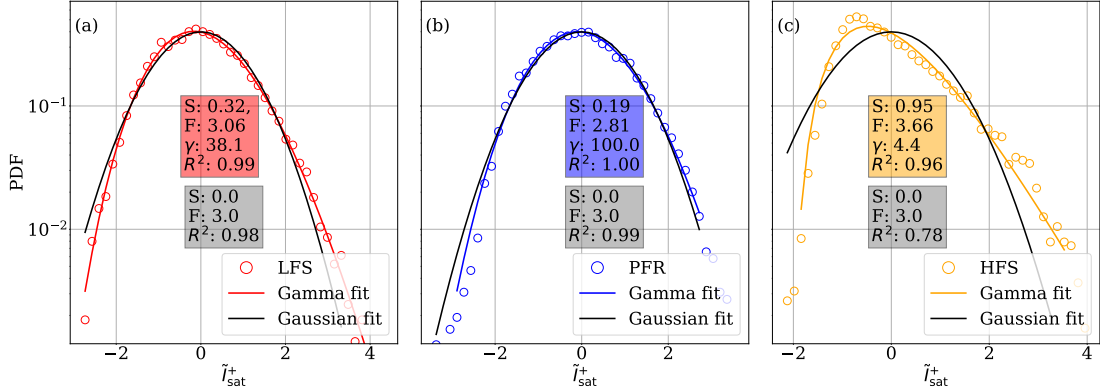 (a)
(b)
(c)
PDF
10⁻¹
10⁻²
S: 0.32,
F: 3.06
γ: 38.1
R²: 0.99
S: 0.0
F: 3.0
R²: 0.98
LFS
Gamma fit
Gaussian fit
−2 0 2 4
Ĩ⁺sat
S: 0.19
F: 2.81
γ: 100.0
R²: 1.00
S: 0.0
F: 3.0
R²: 0.99
PFR
Gamma fit
Gaussian fit
−2 0 2
Ĩ⁺sat
S: 0.95
F: 3.66
γ: 4.4
R²: 0.96
S: 0.0
F: 3.0
R²: 0.78
HFS
Gamma fit
Gaussian fit
−2 0 2 4
Ĩ⁺sat